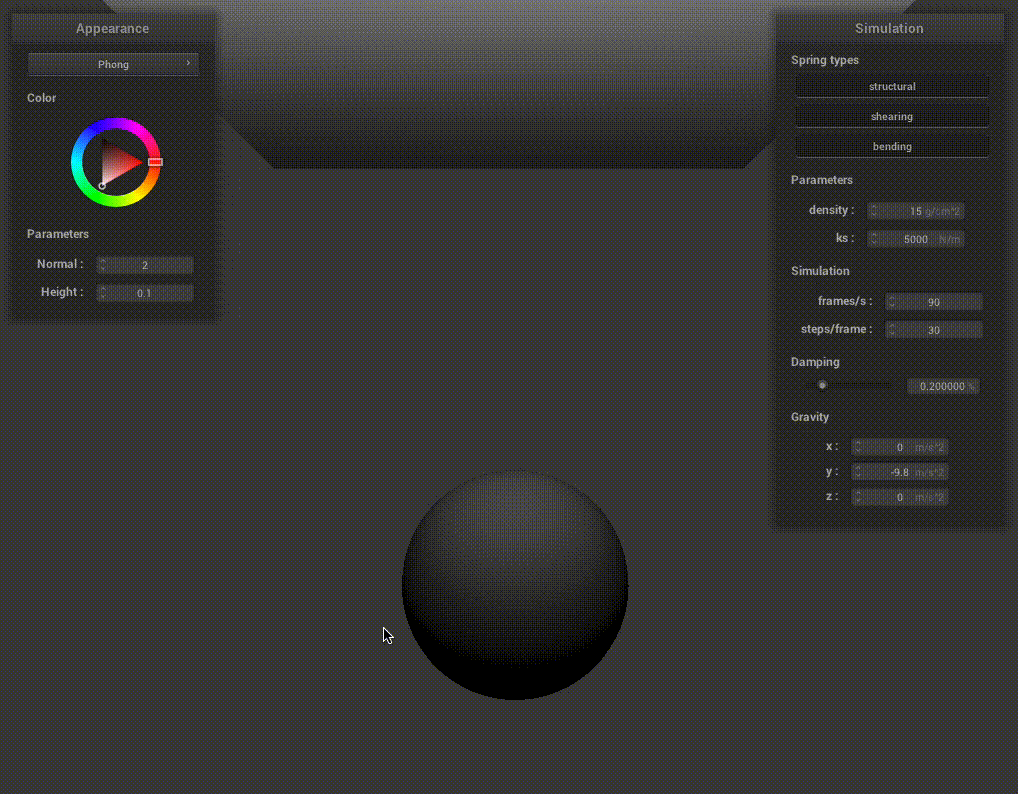 Appearance
Phong
Color
Parameters
Normal : 2
Height : 0.1
Simulation
Spring types
structural
shearing
bending
Parameters
density : 15 g/cm^2
ks : 5000 N/m
Simulation
frames/s : 90
steps/frame : 30
Damping
0.200000 %
Gravity
x : 0 m/s^2
y : -9.8 m/s^2
z : 0 m/s^2